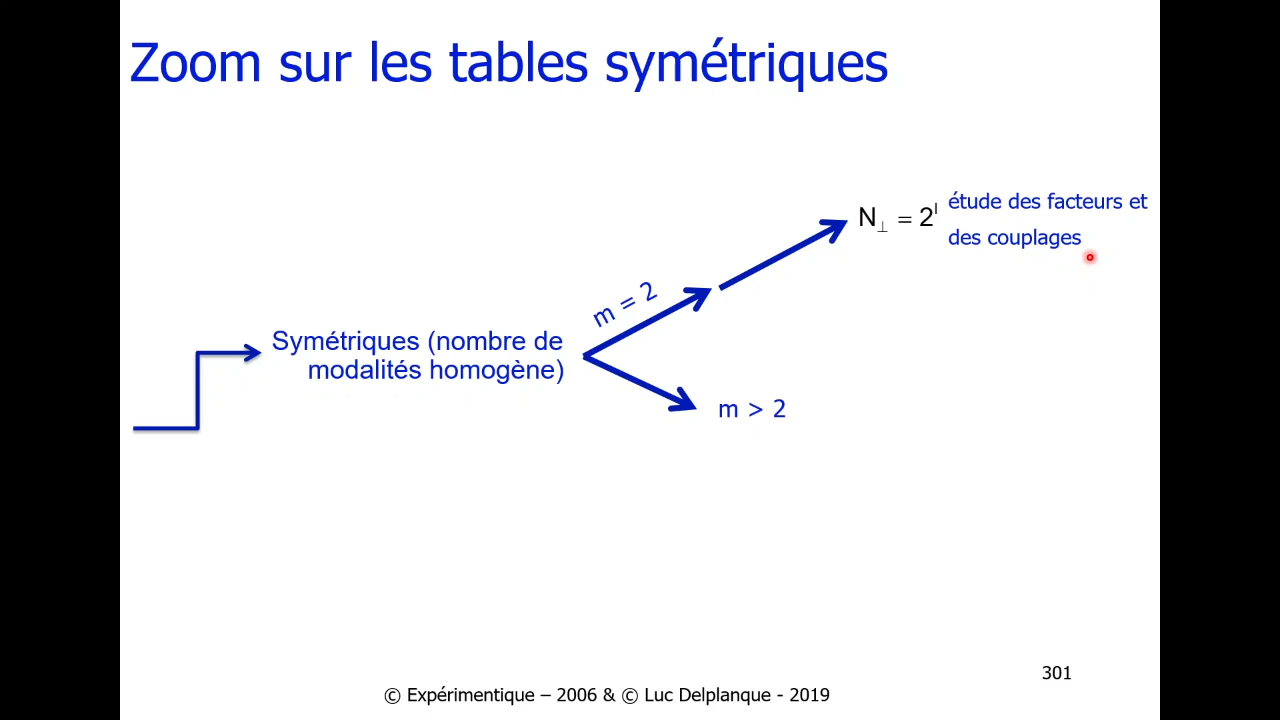 Zoom sur les tables symétriques
N⊥ = 2^l
étude des facteurs et
des couplages
m = 2
Symétriques (nombre de
modalités homogène)
m > 2
301
© Expérimentique – 2006 & © Luc Delplanque - 2019